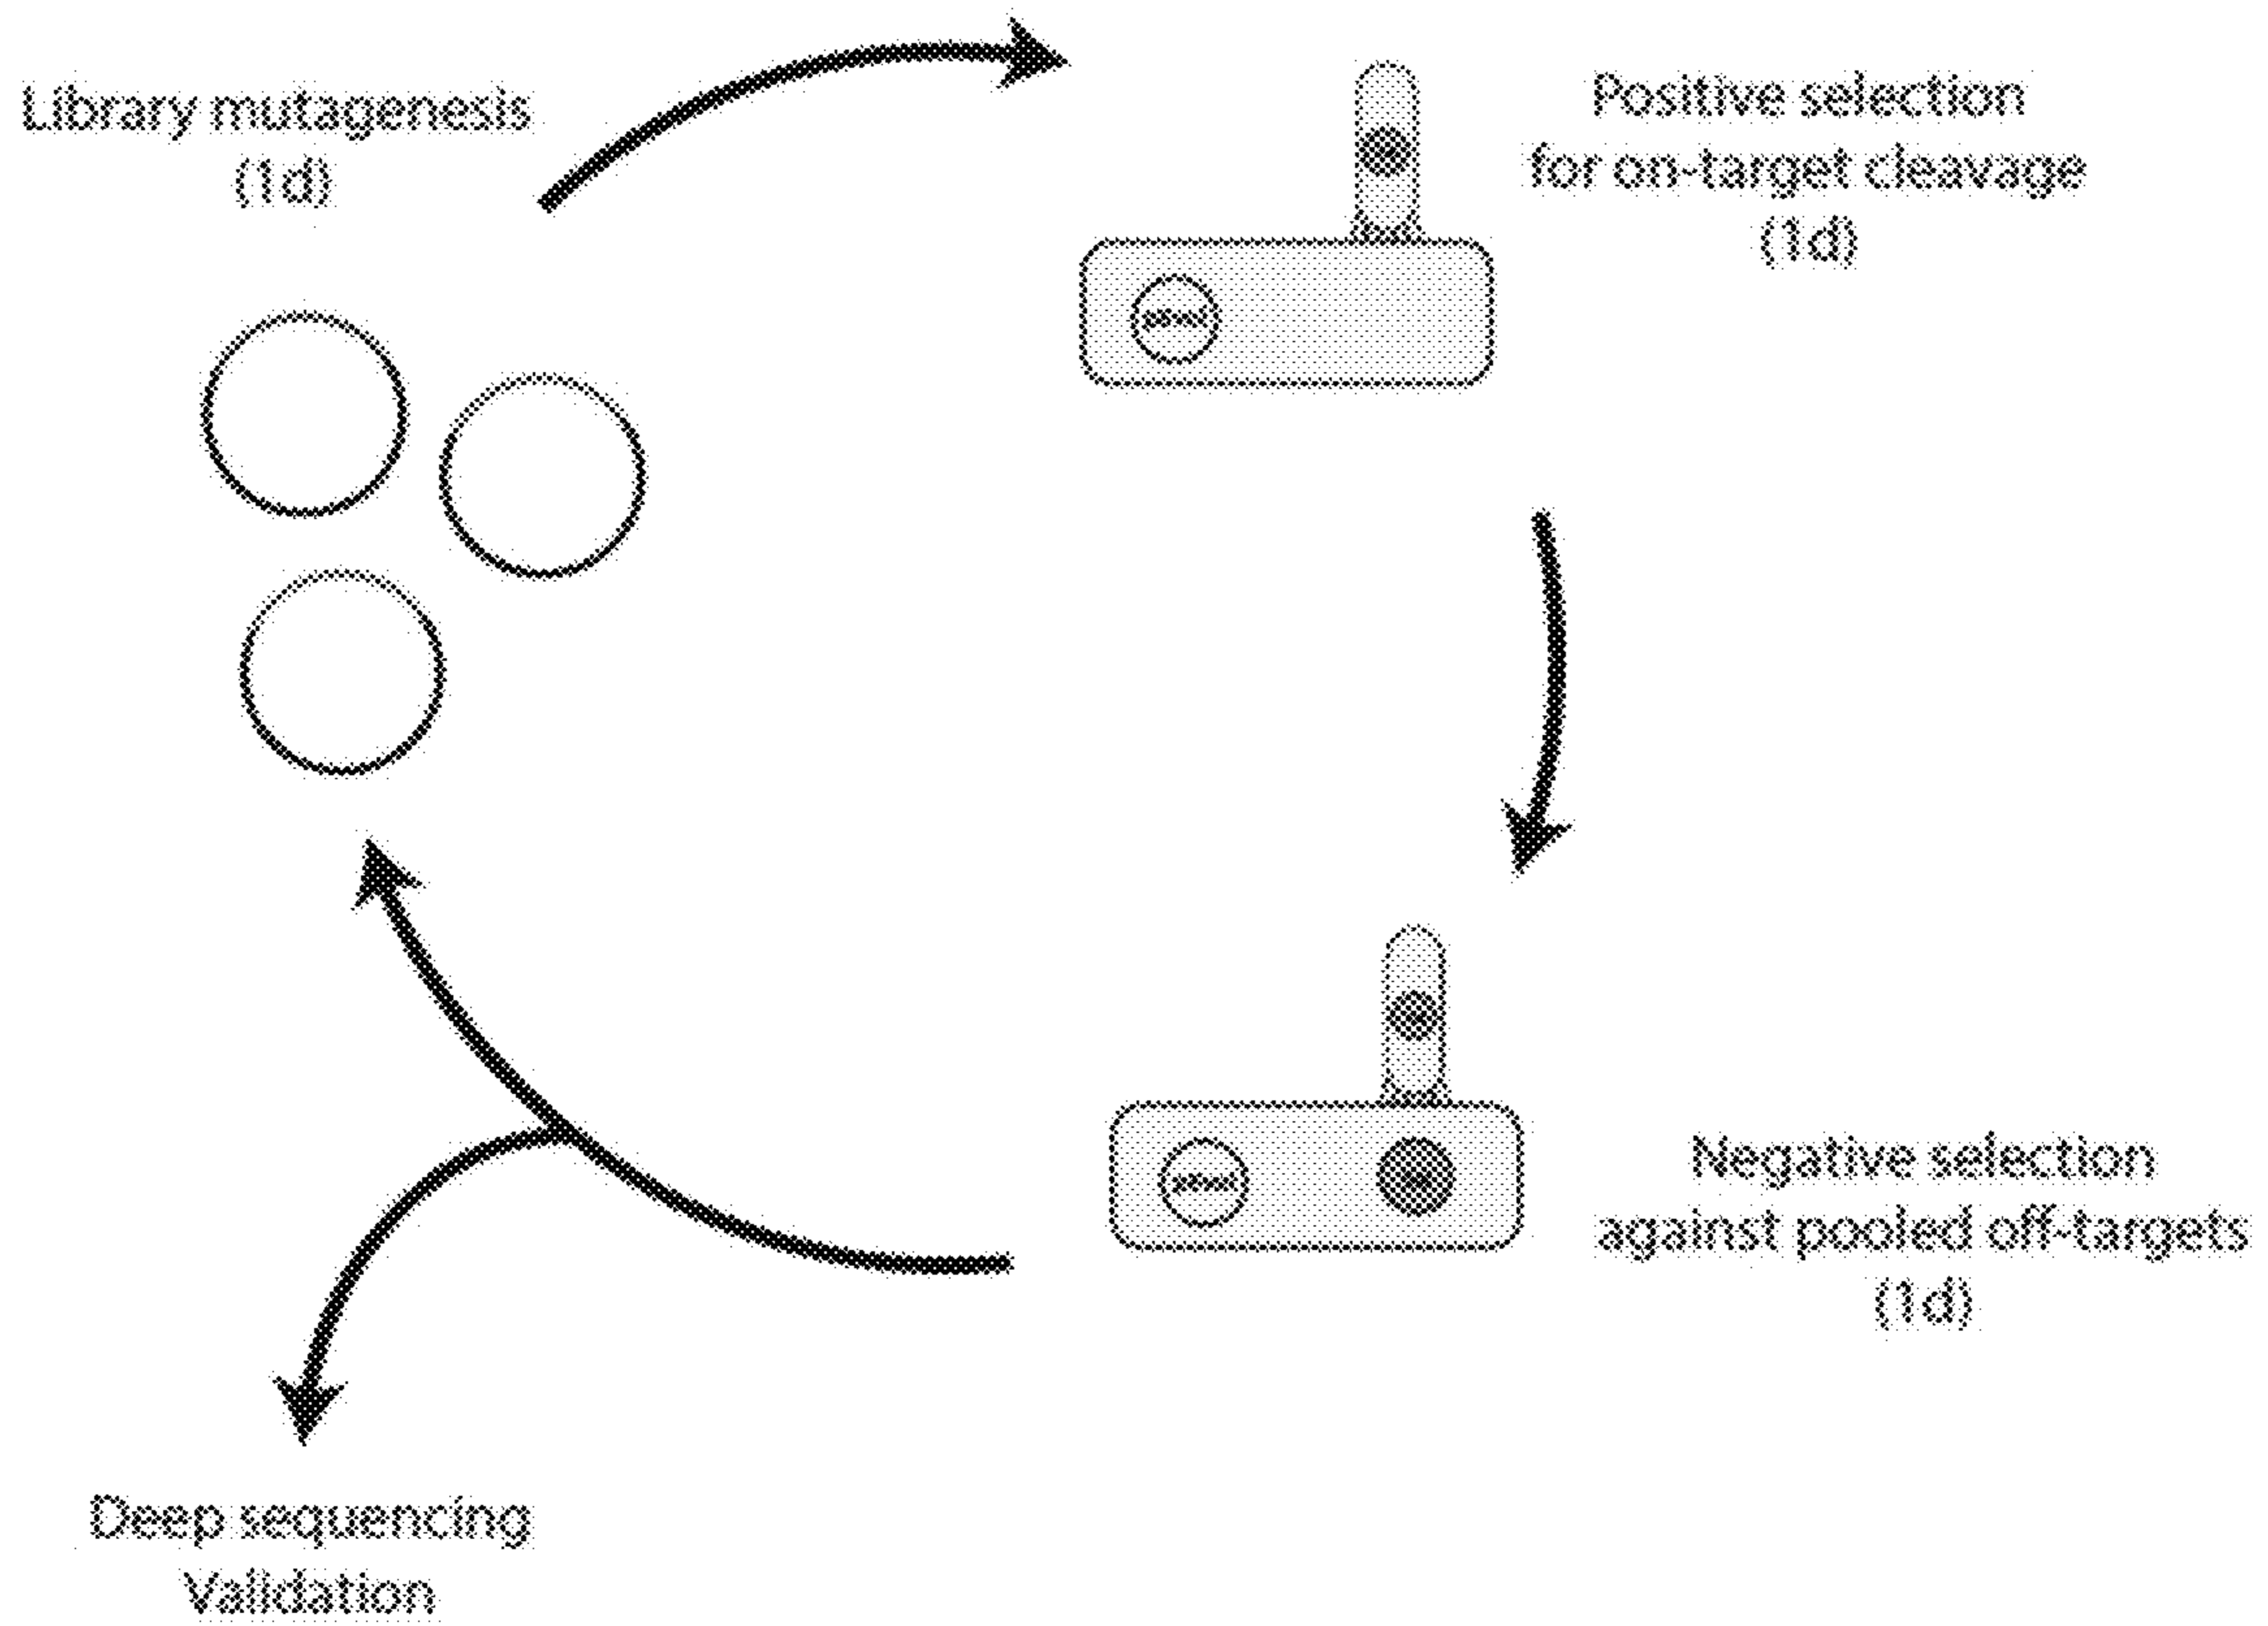 Library mutagenesis
(1d)
Positive selection
for on-target cleavage
(1d)
Negative selection
against pooled off-targets
(1d)
Deep sequencing
Validation